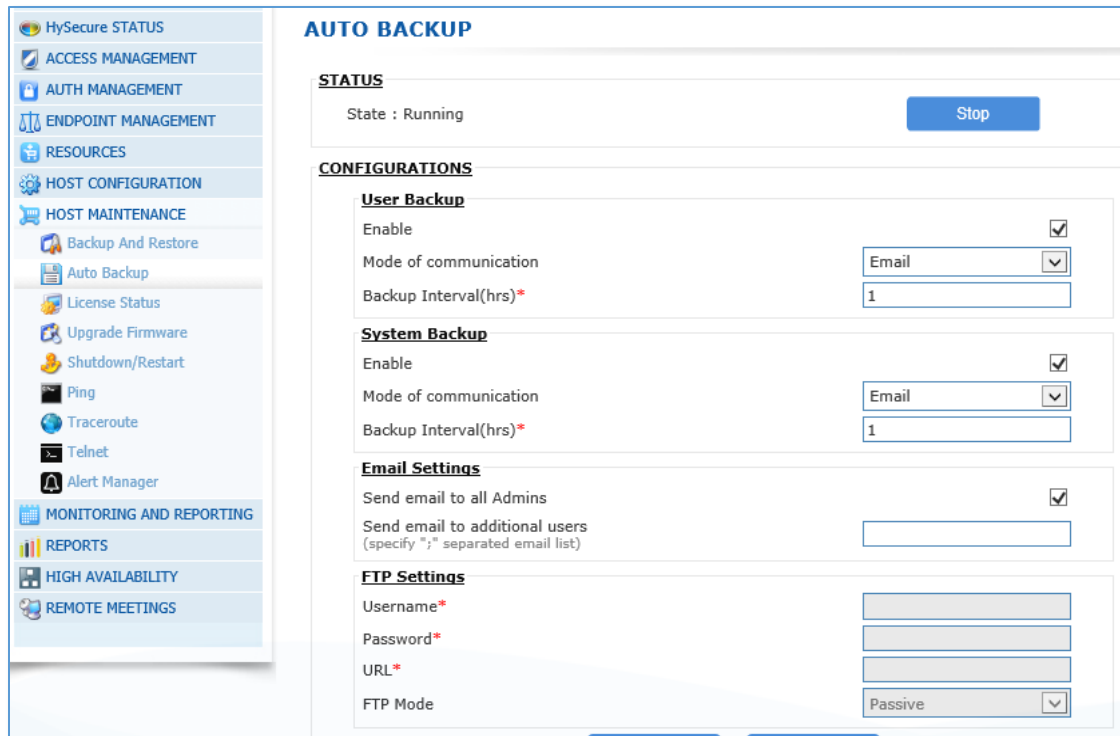 HySecure STATUS
ACCESS MANAGEMENT
AUTH MANAGEMENT
ENDPOINT MANAGEMENT
RESOURCES
HOST CONFIGURATION
HOST MAINTENANCE
Backup And Restore
Auto Backup
License Status
Upgrade Firmware
Shutdown/Restart
Ping
Traceroute
Telnet
Alert Manager
MONITORING AND REPORTING
REPORTS
HIGH AVAILABILITY
REMOTE MEETINGS
AUTO BACKUP
STATUS
State : Running Stop
CONFIGURATIONS
User Backup
Enable
Mode of communication Email
Backup Interval(hrs)* 1
System Backup
Enable
Mode of communication Email
Backup Interval(hrs)* 1
Email Settings
Send email to all Admins
Send email to additional users
(specify ";" separated email list)
FTP Settings
Username*
Password*
URL*
FTP Mode Passive